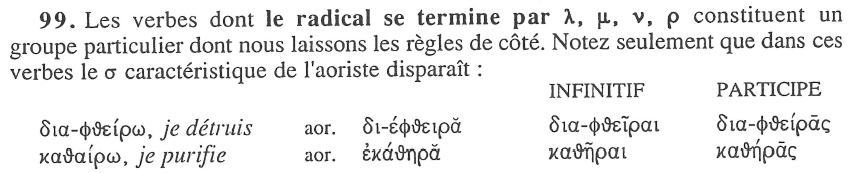 99. Les verbes dont le radical se termine par λ, μ, ν, ρ constituent un
groupe particulier dont nous laissons les règles de côté. Notez seulement que dans ces
verbes le σ caractéristique de l'aoriste disparaît :
INFINITIF PARTICIPE
δια-φθείρω, je détruis aor. δι-έφθειρᾰ δια-φθεῖραι δια-φθείρᾱς
καθαίρω, je purifie aor. ἐκάθηρᾰ καθῆραι καθήρᾱς